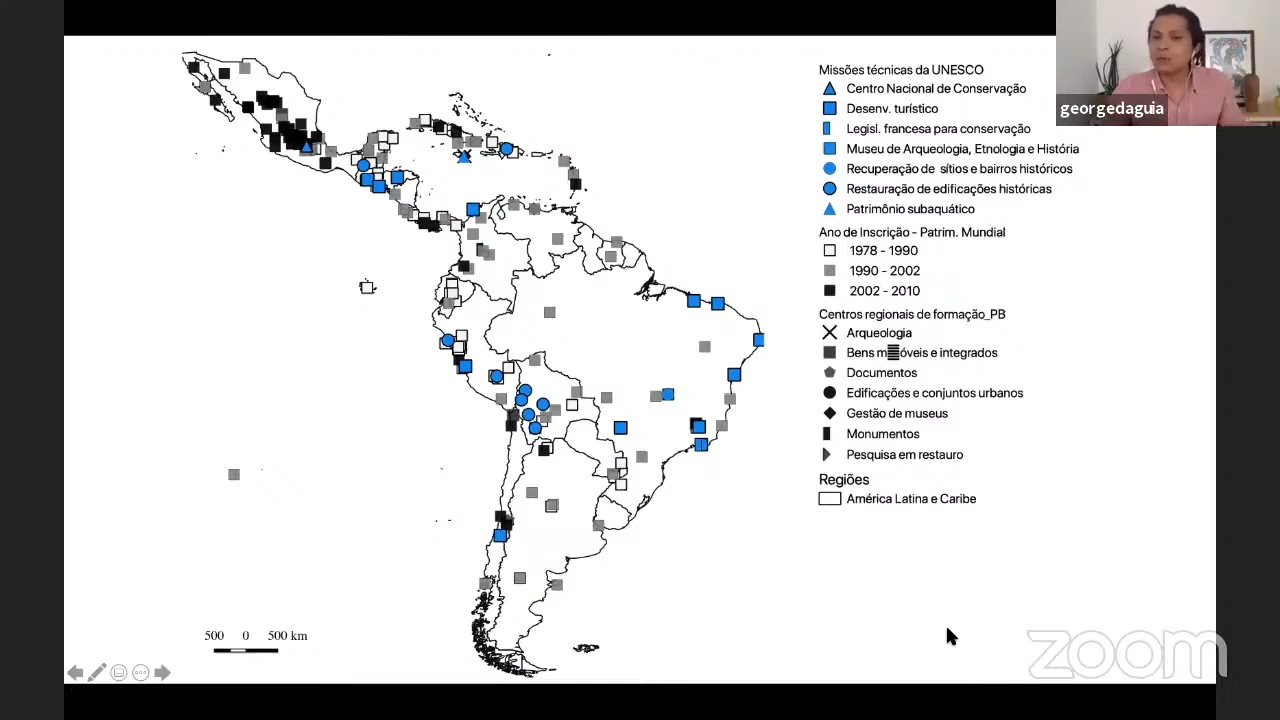 georgedaguia
Missões técnicas da UNESCO
Centro Nacional de Conservação
Desenv. turístico
Legisl. francesa para conservação
Museu de Arqueologia, Etnologia e História
Recuperação de sítios e bairros históricos
Restauração de edificações históricas
Patrimônio subaquático
Ano de Inscrição - Patrim. Mundial
1978 - 1990
1990 - 2002
2002 - 2010
Centros regionais de formação_PB
Arqueologia
Bens móveis e integrados
Documentos
Edificações e conjuntos urbanos
Gestão de museus
Monumentos
Pesquisa em restauro
Regiões
América Latina e Caribe
500 0 500 km
zoom